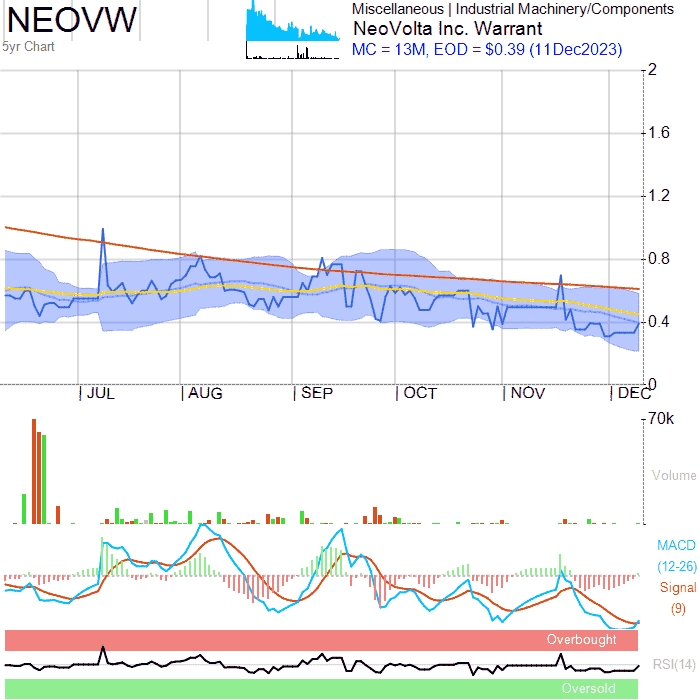 NEOVW
5yr Chart
Miscellaneous | Industrial Machinery/Components
NeoVolta Inc. Warrant
MC = 13M, EOD = $0.39 (11Dec2023)
2
1.6
1.2
0.8
0.4
0
JUL AUG SEP OCT NOV DEC
70k
Volume
MACD
(12-26)
Signal
(9)
Overbought
RSI(14)
Oversold